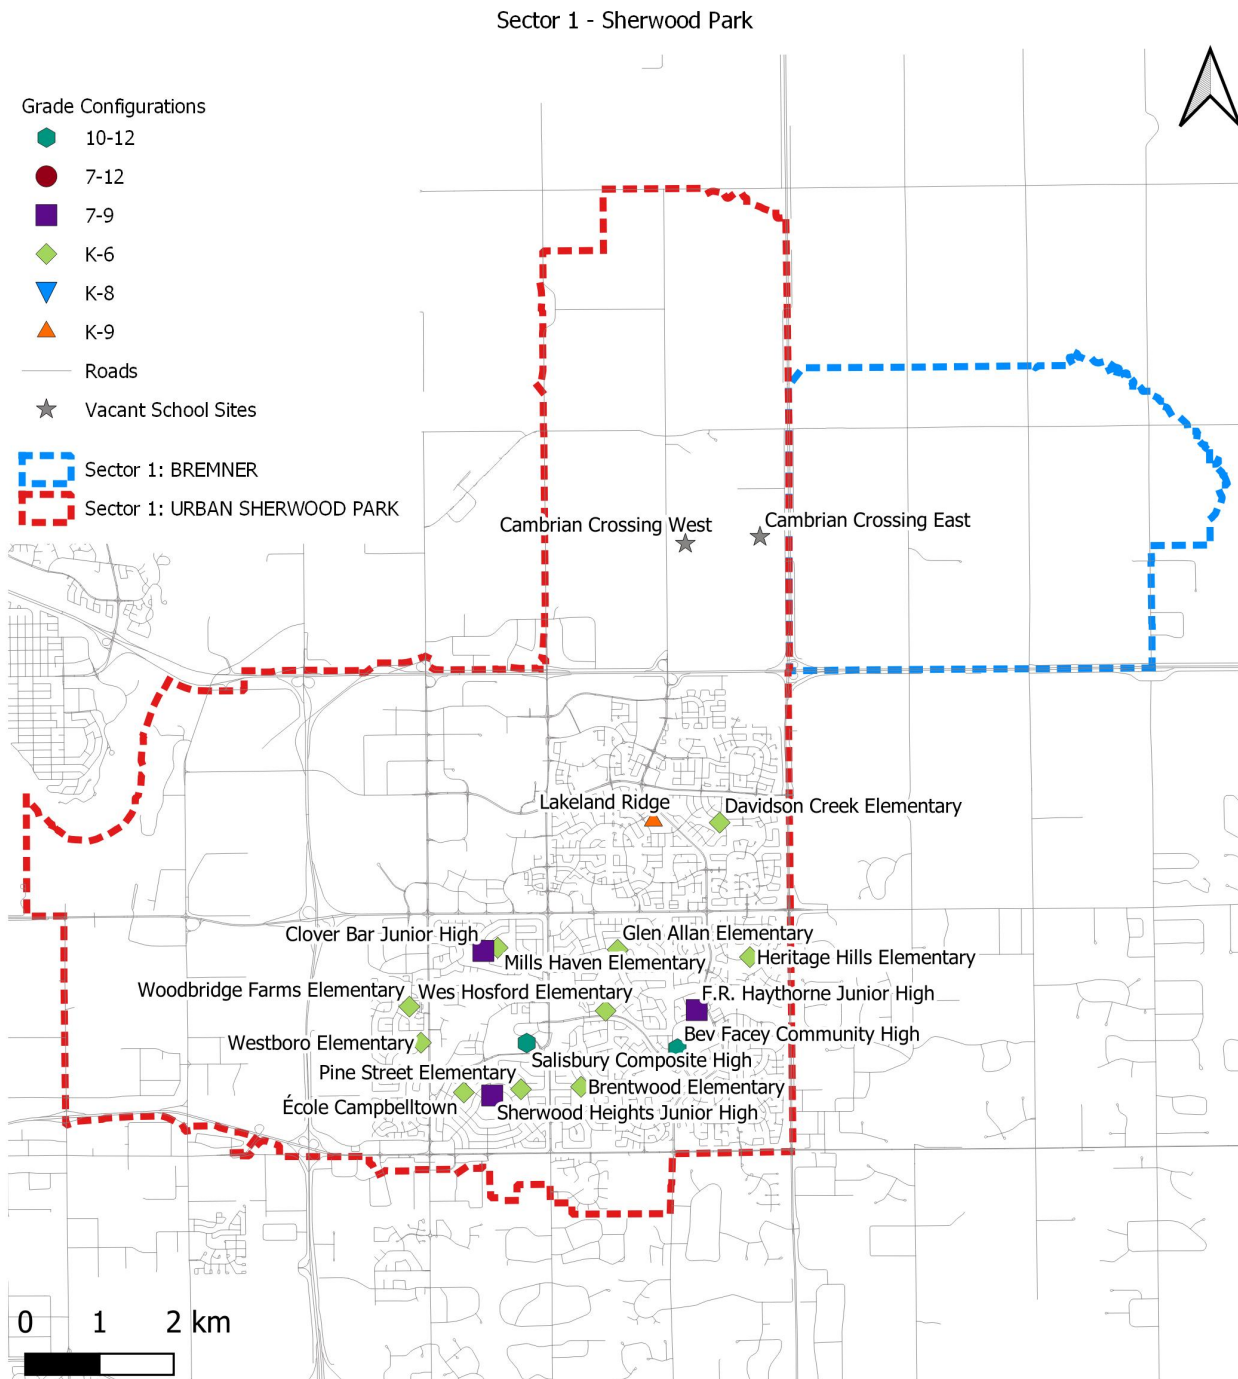 Sector 1 - Sherwood Park
Grade Configurations
10-12
7-12
7-9
K-6
K-8
K-9
Roads
Vacant School Sites
Sector 1: BREMNER
Sector 1: URBAN SHERWOOD PARK
Cambrian Crossing West
Cambrian Crossing East
Lakeland Ridge
Davidson Creek Elementary
Clover Bar Junior High
Glen Allan Elementary
Mills Haven Elementary
Heritage Hills Elementary
Woodbridge Farms Elementary
Wes Hosford Elementary
F.R. Haythorne Junior High
Westboro Elementary
Bev Facey Community High
Salisbury Composite High
Pine Street Elementary
Brentwood Elementary
École Campbelltown
Sherwood Heights Junior High
0 1 2 km